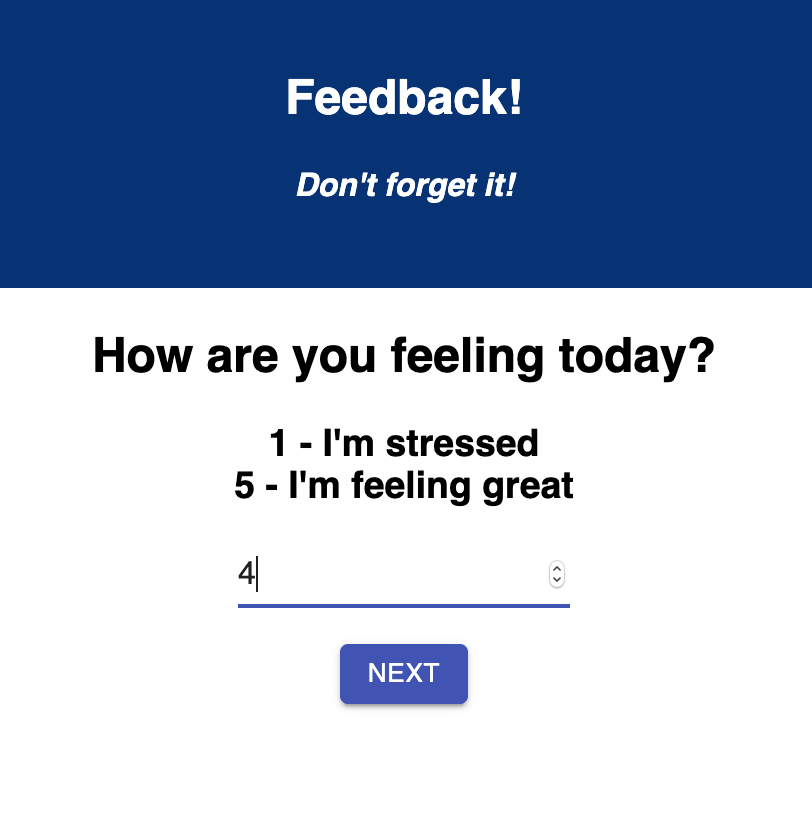 Feedback!
Don't forget it!
How are you feeling today?
1 - I'm stressed
5 - I'm feeling great
4
NEXT